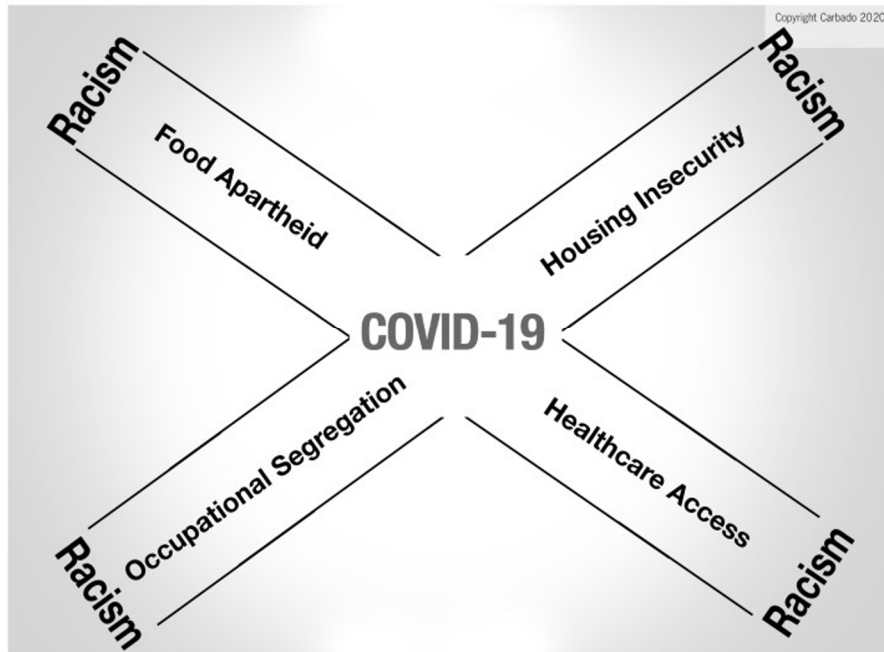 Copyright Carbado 2020
Racism
Racism
Food Apartheid
Housing Insecurity
COVID-19
Occupational Segregation
Healthcare Access
Racism
Racism